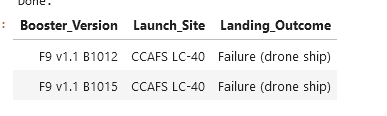 Done.
: Booster_Version Launch_Site Landing_Outcome
F9 v1.1 B1012 CCAFS LC-40 Failure (drone ship)
F9 v1.1 B1015 CCAFS LC-40 Failure (drone ship)